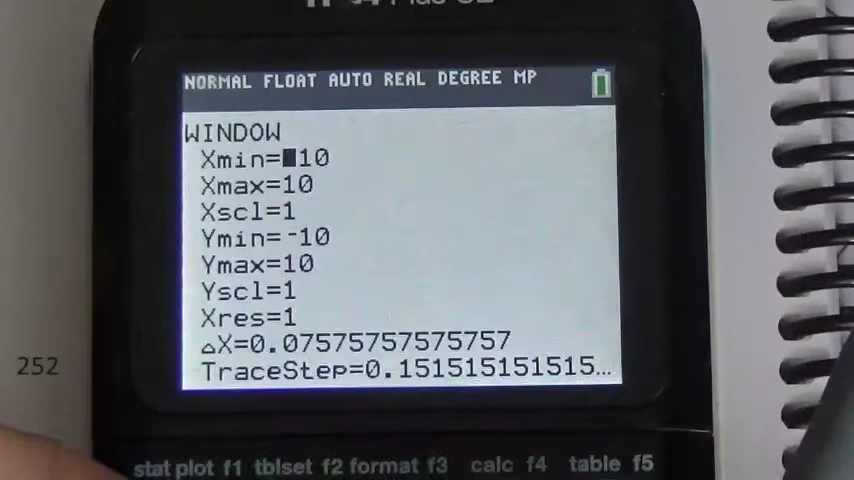 NORMAL FLOAT AUTO REAL DEGREE MP
WINDOW
Xmin=10
Xmax=10
Xscl=1
Ymin=-10
Ymax=10
Yscl=1
Xres=1
△X=0.07575757575757
TraceStep=0.151515151515...
252
stat plot f1 tblset f2 format f3 calc f4 table f5